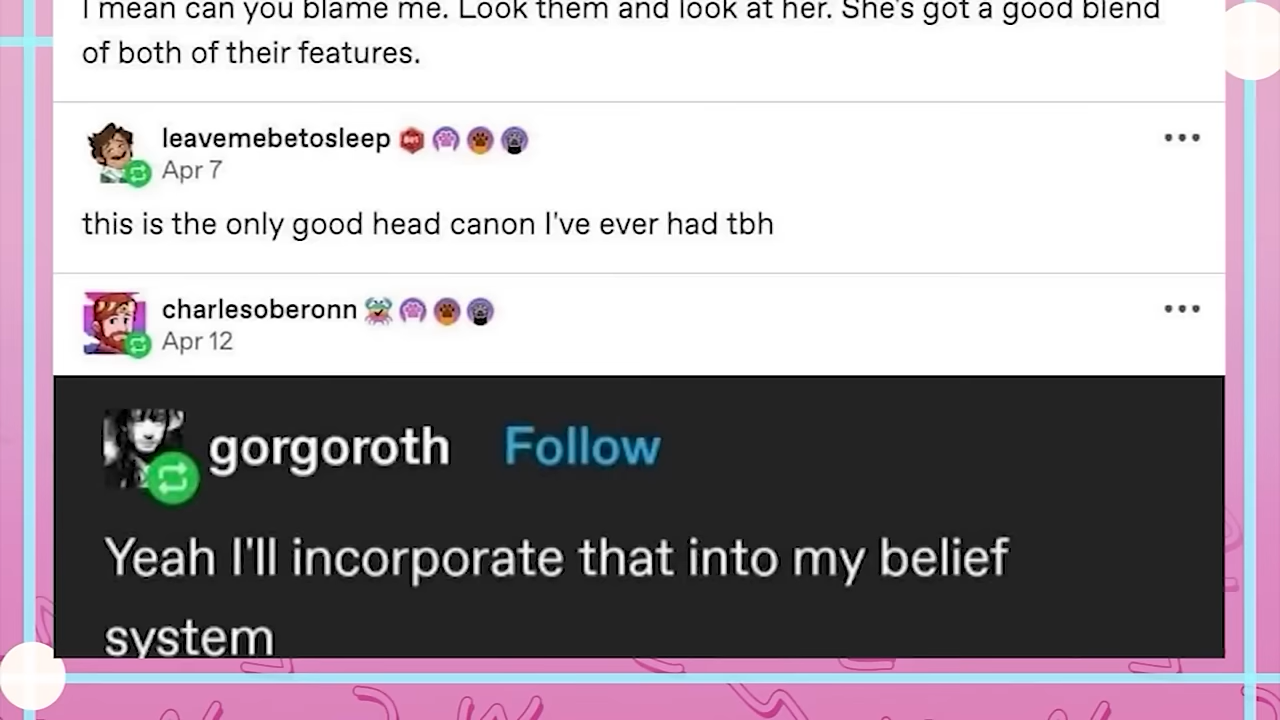 I mean can you blame me. Look them and look at her. She's got a good blend
of both of their features.
leavemebetosleep
Apr 7
this is the only good head canon I've ever had tbh
charlesoberonn
Apr 12
gorgoroth Follow
Yeah I'll incorporate that into my belief
system